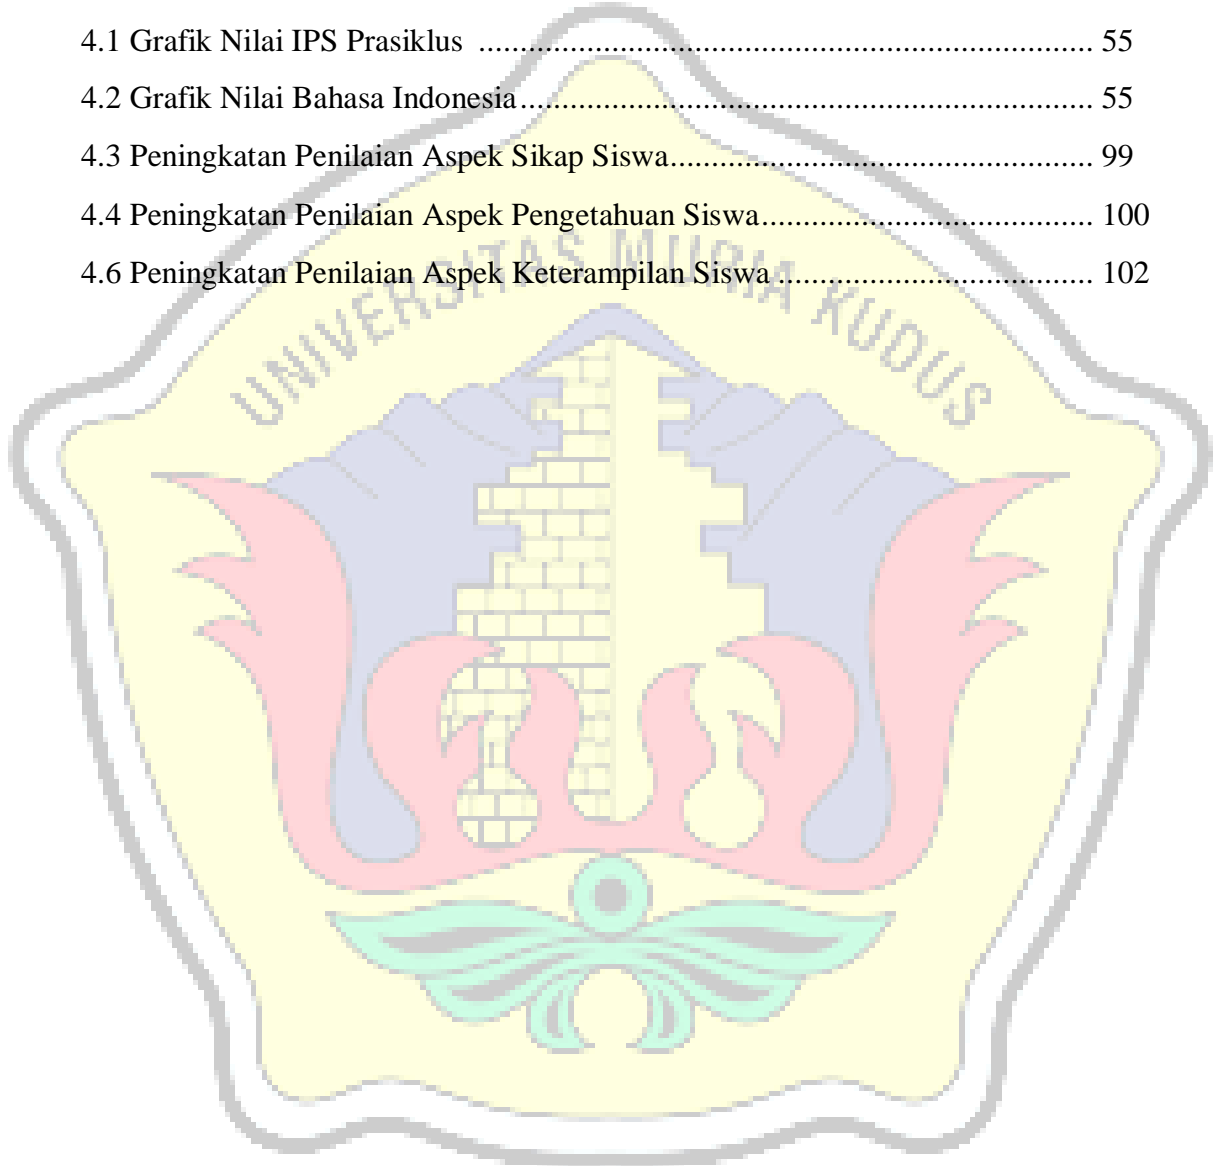 4.1 Grafik Nilai IPS Prasiklus ............................................................................ 55
4.2 Grafik Nilai Bahasa Indonesia....................................................................... 55
4.3 Peningkatan Penilaian Aspek Sikap Siswa.................................................... 99
4.4 Peningkatan Penilaian Aspek Pengetahuan Siswa......................................... 100
4.6 Peningkatan Penilaian Aspek Keterampilan Siswa ....................................... 102
UNIVERSITAS MURIA KUDUS